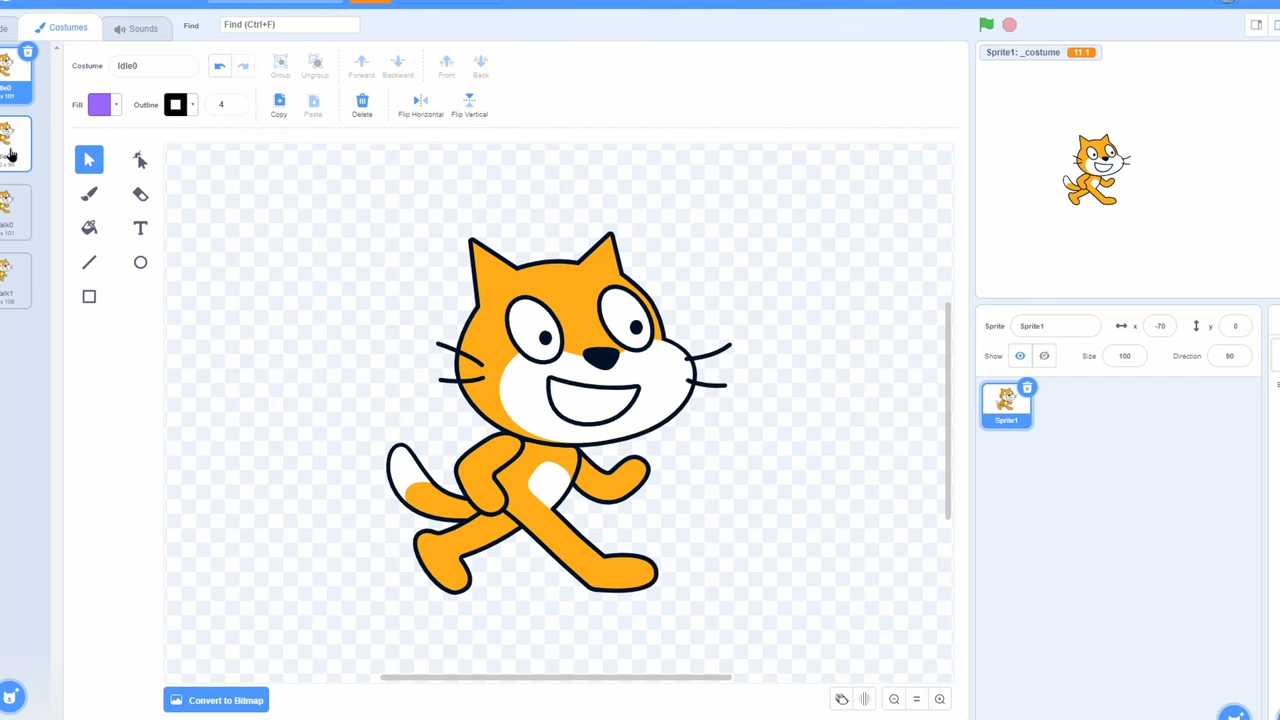 Costumes
Sounds
Find
Find (Ctrl+F)
Costume
Idle0
Group
Ungroup
Forward
Backward
Front
Back
Fill
Outline
4
Copy
Paste
Delete
Flip Horizontal
Flip Vertical
Convert to Bitmap
Sprite1: _costume
11.1
Sprite
Sprite1
x
-70
y
0
Show
Size
100
Direction
90
Sprite1